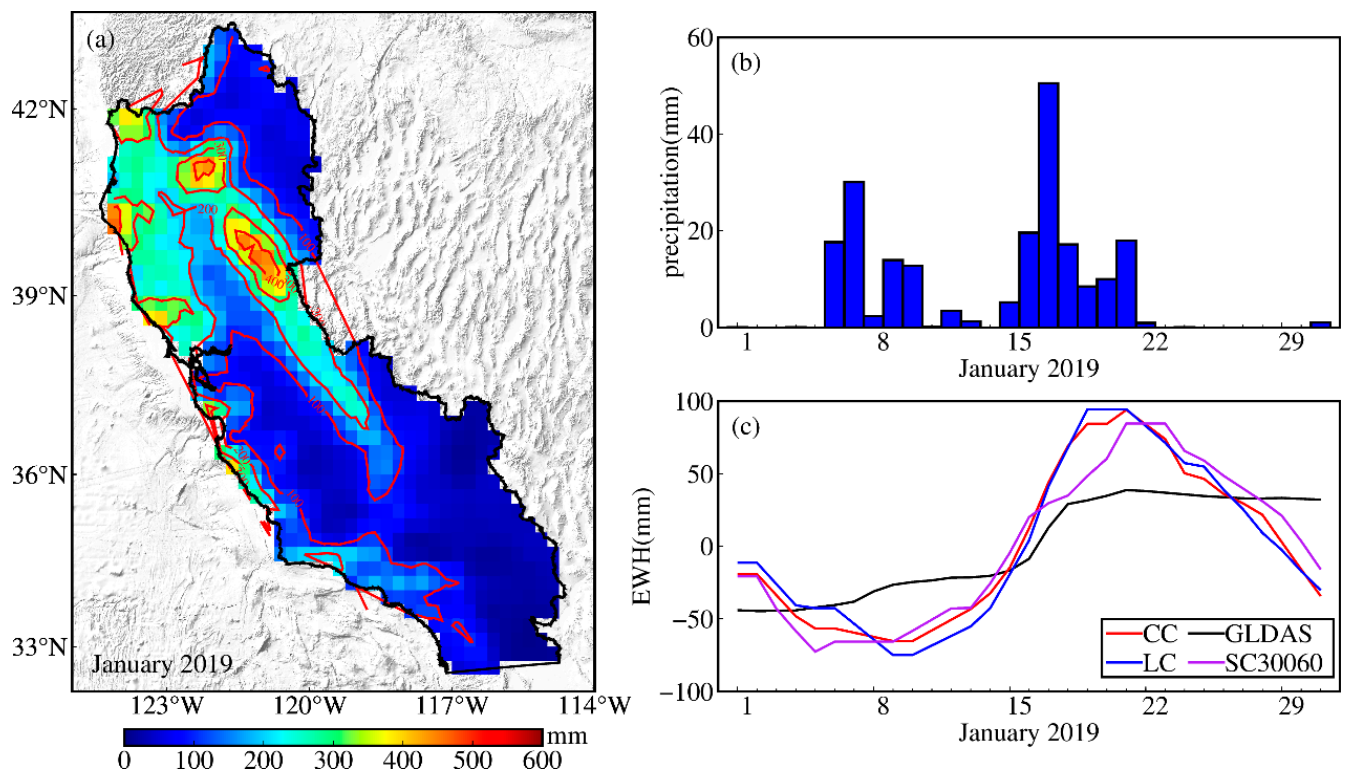 (a)
42°N
39°N
36°N
33°N
200
400
100
100
January 2019
123°W 120°W 117°W 114°W
mm
0 100 200 300 400 500 600
(b)
precipitation(mm)
60
40
20
0
1 8 15 22 29
January 2019
(c)
EWH(mm)
100
50
0
−50
−100
CC GLDAS
LC SC30060
1 8 15 22 29
January 2019